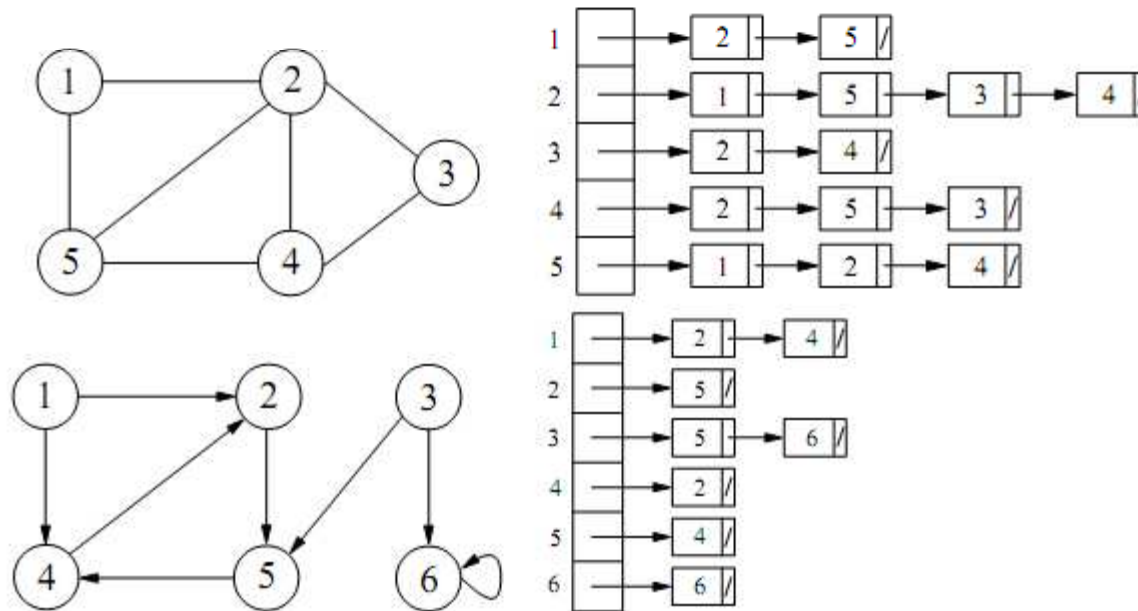 1 2
3
5 4
1 2 5 /
2 1 5 3 4 /
3 2 4 /
4 2 5 3 /
5 1 2 4 /
1 2 3
4 5 6
1 2 4 /
2 5 /
3 5 6 /
4 2 /
5 4 /
6 6 /